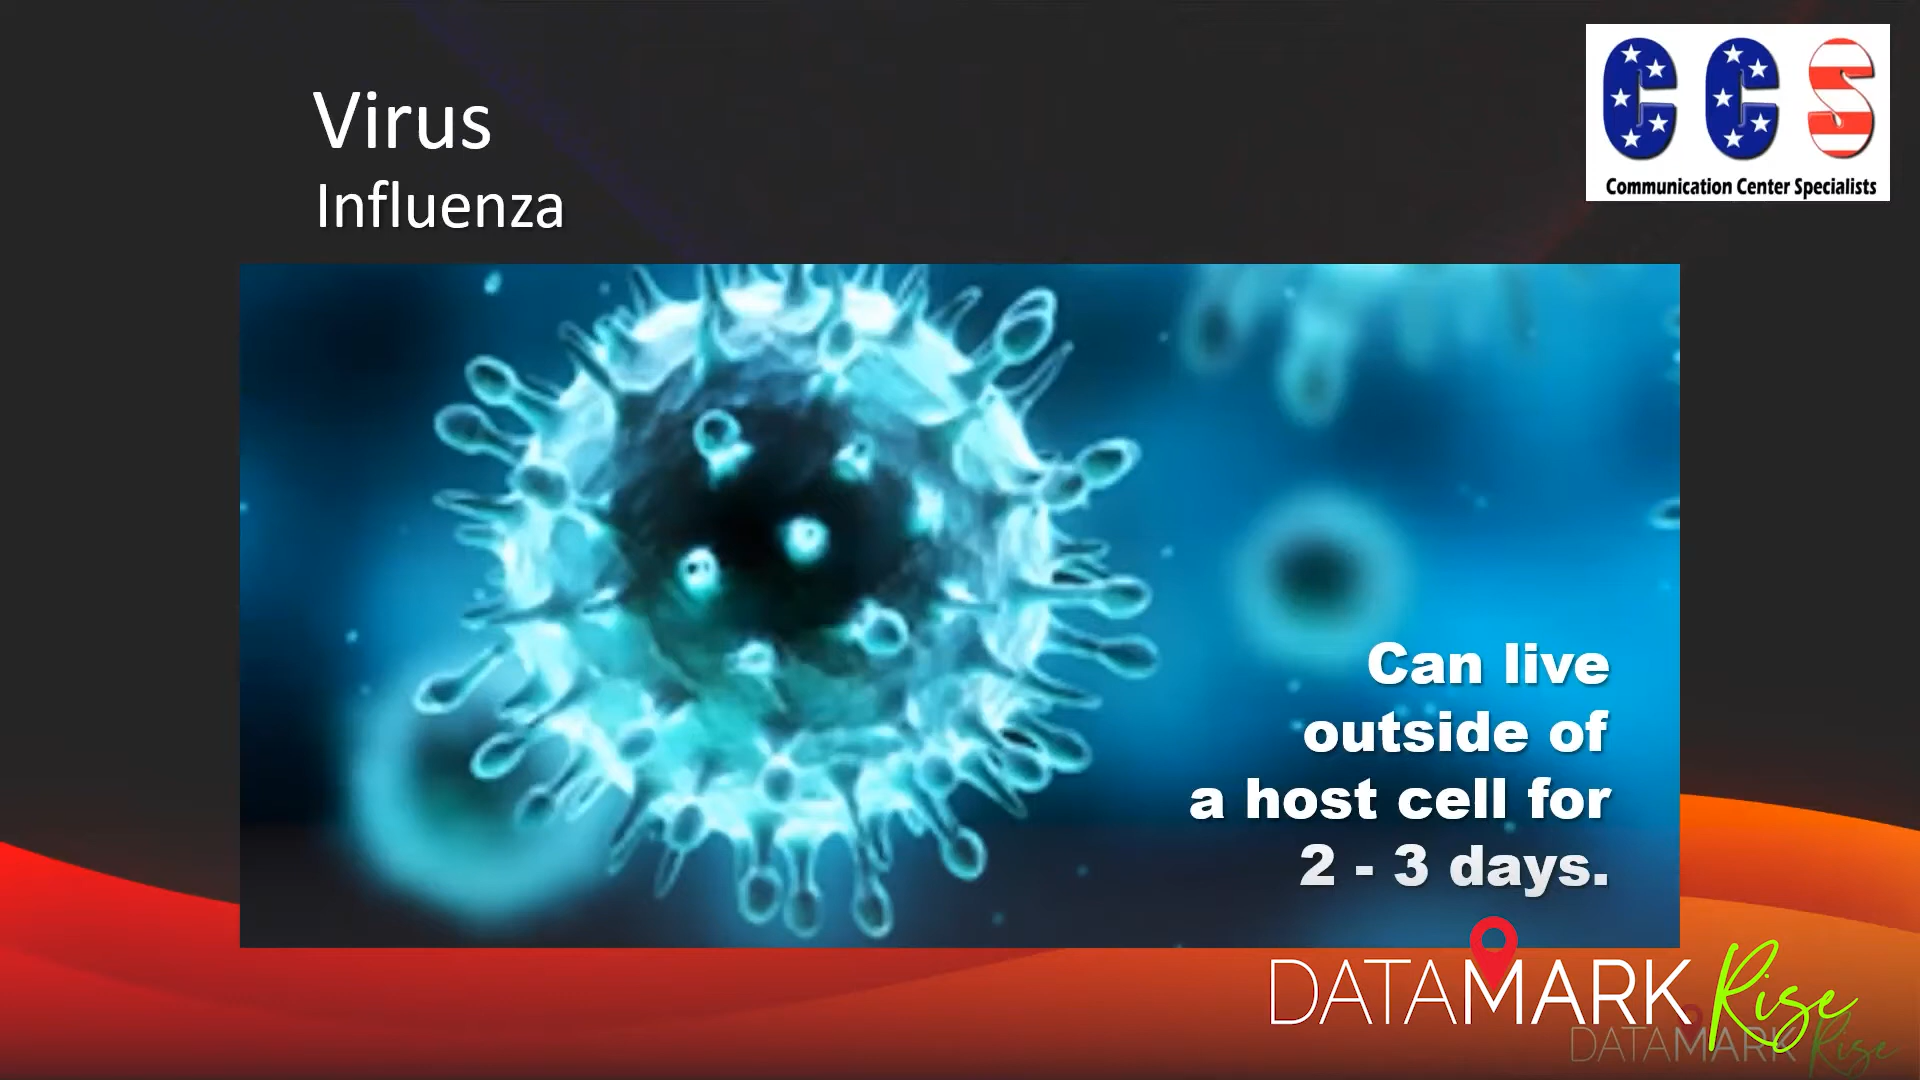 Virus
Influenza
CCS
Communication Center Specialists
Can live
outside of
a host cell for
2 - 3 days.
DATAMARK Rise
DATAMARK Rise